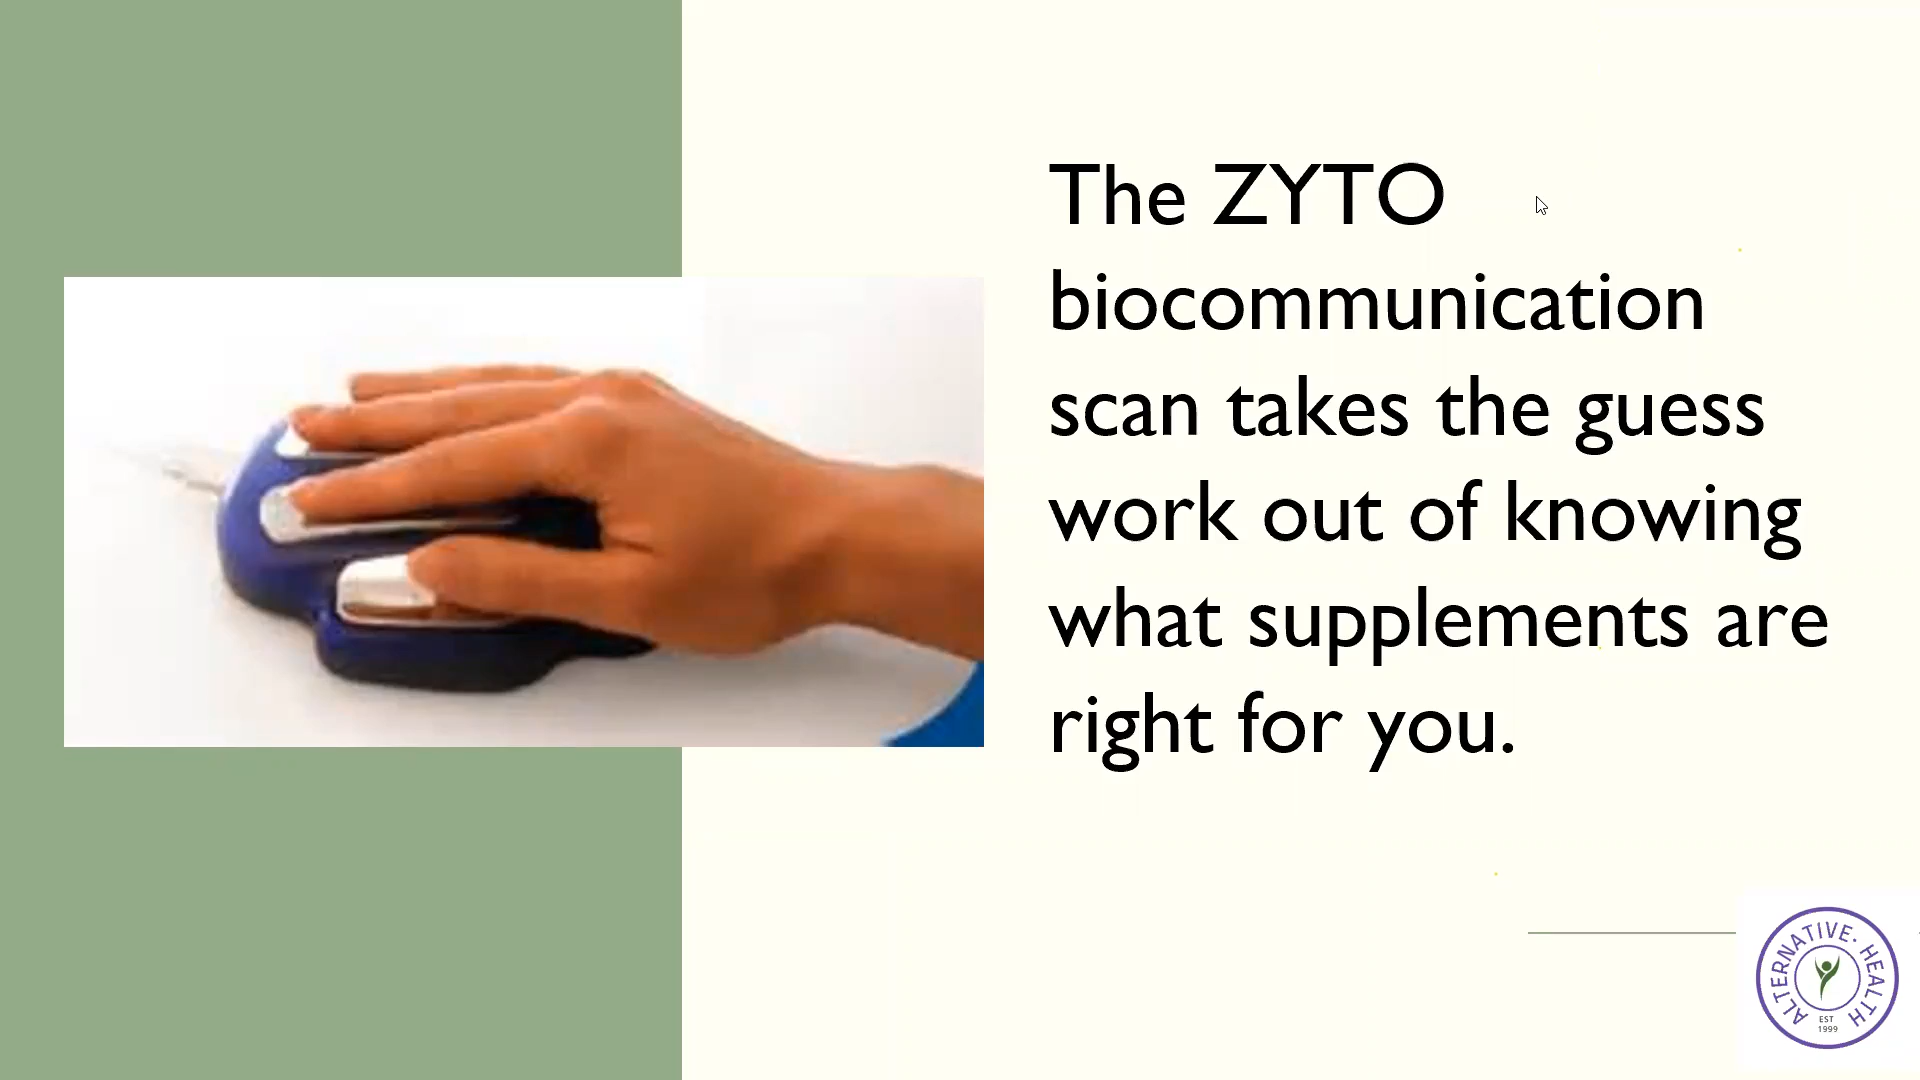 The ZYTO
biocommunication
scan takes the guess
work out of knowing
what supplements are
right for you.
ALTERNATIVE· HEALTH
EST
1999